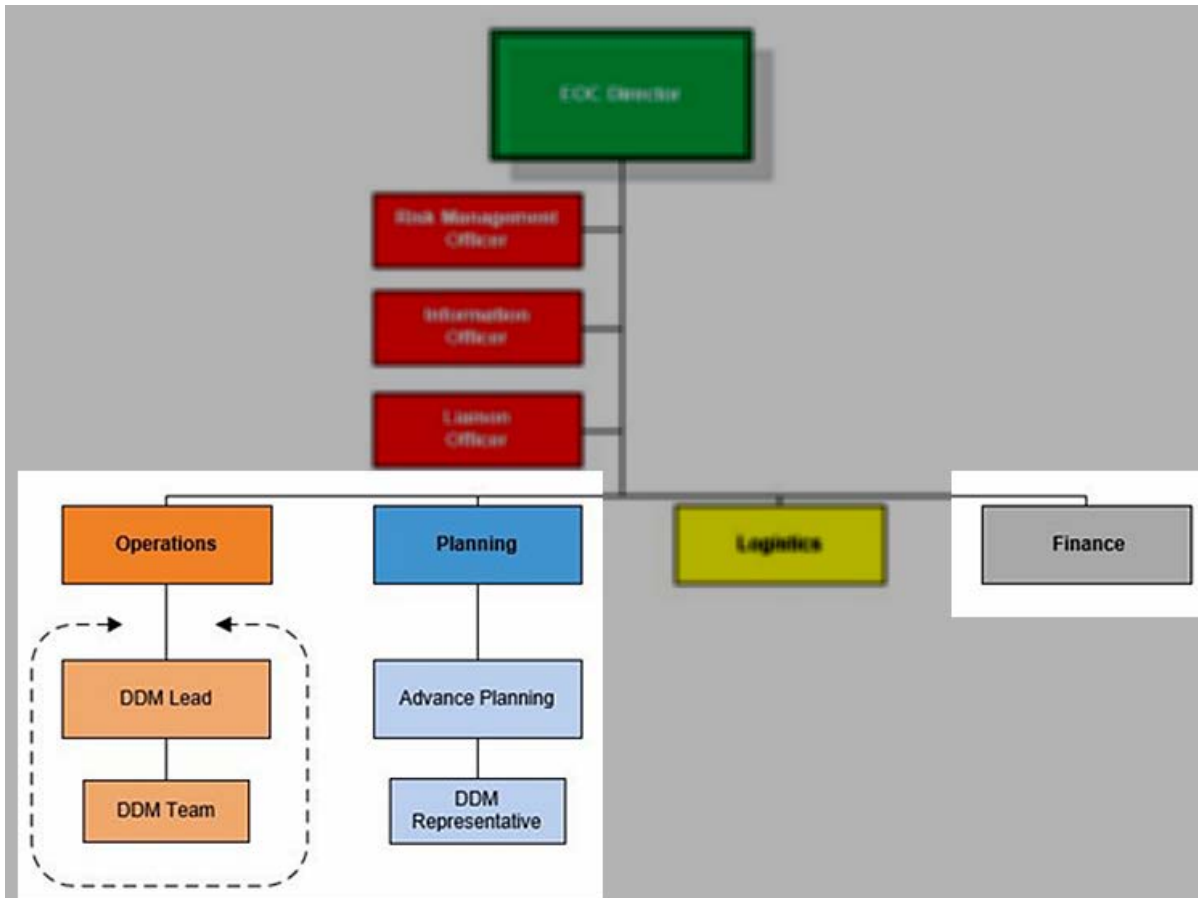 EOC Director
Risk Management
Officer
Information
Officer
Liaison
Officer
Operations
Planning
Logistics
Finance
DDM Lead
Advance Planning
DDM Team
DDM
Representative